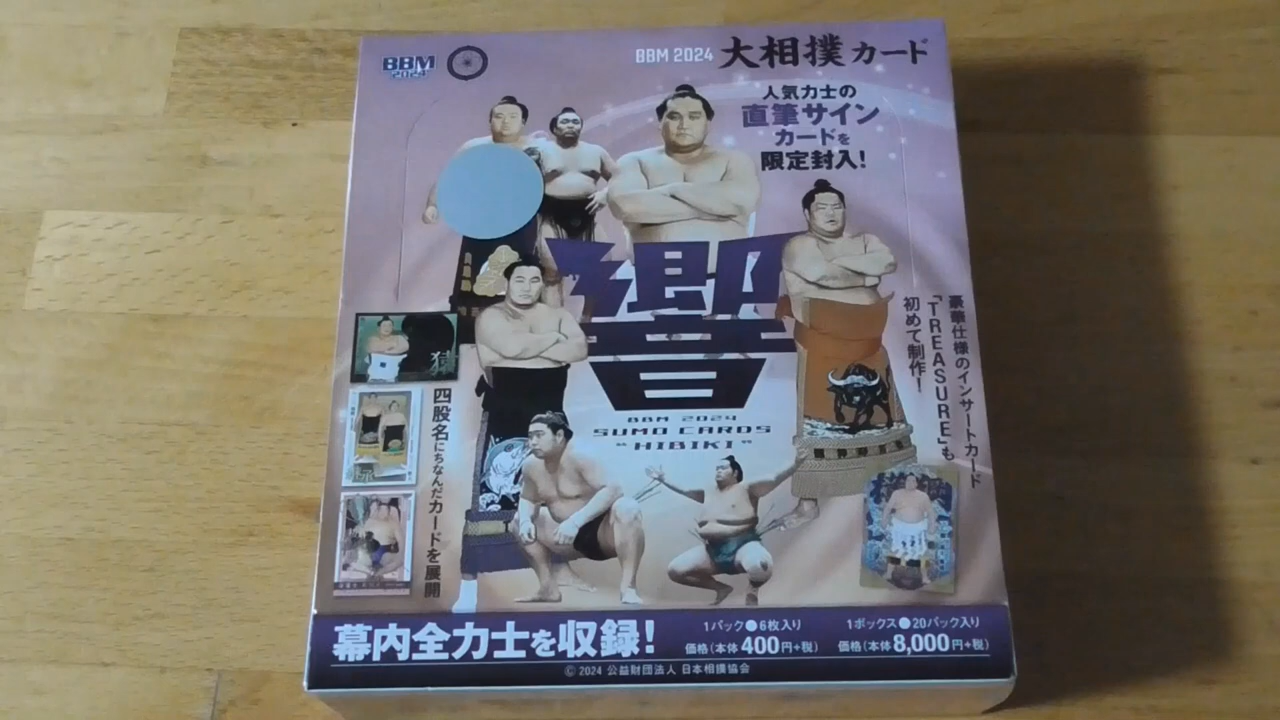 BBM
2024
BBM 2024 大相撲カード
人気力士の
直筆サイン
カードを
限定封入!
響
BBM 2024
SUMO CARDS
"HIBIKI"
豪華仕様のインサートカード
「TREASURE」も
初めて制作!
四股名にちなんだカードを展開
幕内全力士を収録!
1パック●6枚入り
価格(本体400円+税)
1ボックス●20パック入り
価格(本体8,000円+税)
© 2024 公益財団法人 日本相撲協会